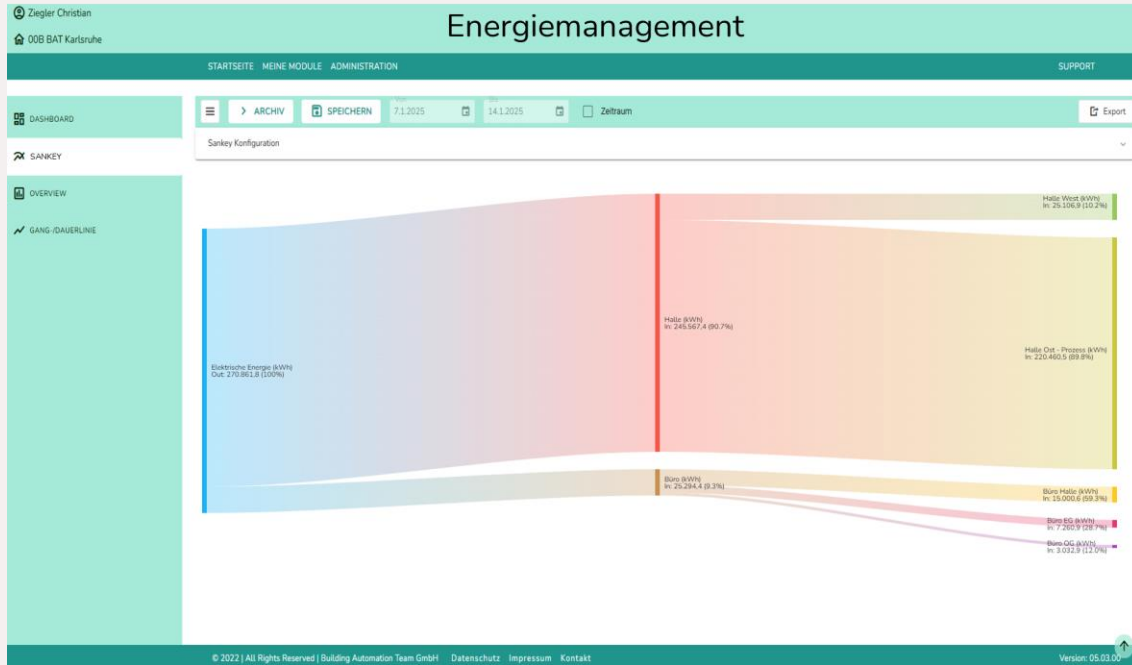 Ziegler Christian
00B BAT Karlsruhe
Energiemanagement
STARTSEITE MEINE MODULE ADMINISTRATION SUPPORT
DASHBOARD
SANKEY
OVERVIEW
GANG-/DAUERLINIE
ARCHIV SPEICHERN 7.1.2025 14.1.2025 Zeitraum Export
Sankey Konfiguration
Halle West (kWh)
In: 25.106,9 (10.2%)
Halle (kWh)
In: 245.567,4 (90.7%)
Halle Ost - Prozess (kWh)
In: 220.460,5 (89.8%)
Elektrische Energie (kWh)
Out: 270.861,8 (100%)
Büro (kWh)
In: 25.294,4 (9.3%)
Büro Halle (kWh)
In: 15.000,6 (59.3%)
Büro EG (kWh)
In: 7.260,9 (28.7%)
Büro OG (kWh)
In: 3.032,9 (12.0%)
© 2022 | All Rights Reserved | Building Automation Team GmbH Datenschutz Impressum Kontakt Version: 05.03.00